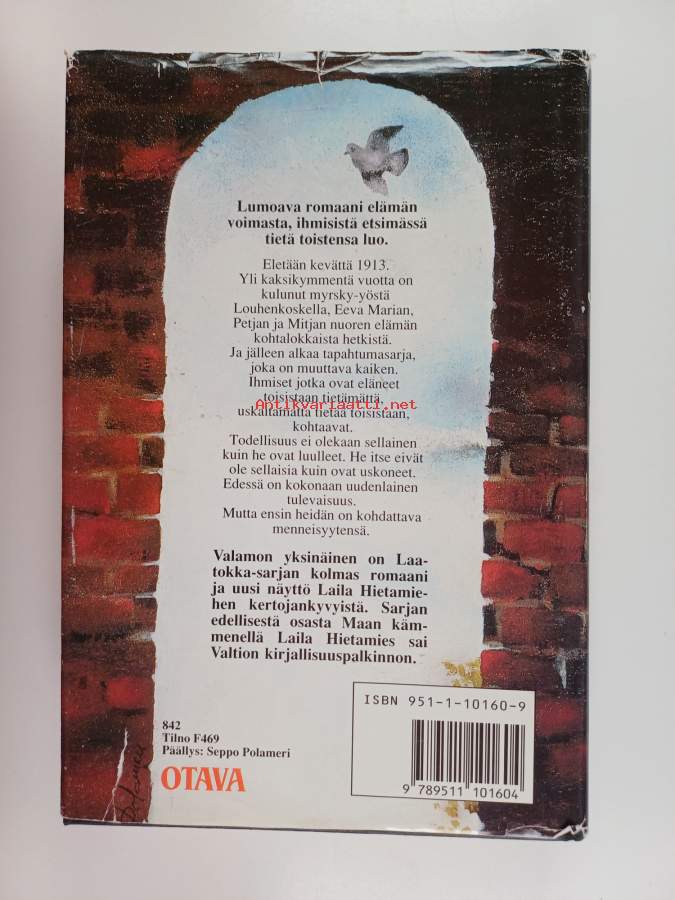 Lumoava romaani elämän
voimasta, ihmisistä etsimässä
tietä toistensa luo.
Eletään kevättä 1913.
Yli kaksikymmentä vuotta on
kulunut myrsky-yöstä
Louhenkoskella, Eeva Marian,
Petjan ja Mitjan nuoren elämän
kohtalokkaista hetkistä.
Ja jälleen alkaa tapahtumasarja,
joka on muuttava kaiken.
Ihmiset jotka ovat eläneet
toisistaan tietämättä,
Antikvariaatti.net
uskaltamatta tietää toisistaan,
kohtaavat.
Todellisuus ei olekaan sellainen
kuin he ovat luulleet. He itse eivät
ole sellaisia kuin ovat uskoneet.
Edessä on kokonaan uudenlainen
tulevaisuus.
Mutta ensin heidän on kohdattava
menneisyytensä.
Valamon yksinäinen on Laa-
tokka-sarjan kolmas romaani
ja uusi näyttö Laila Hietamie-
hen kertojankyvyistä. Sarjan
edellisestä osasta Maan käm-
menellä Laila Hietamies sai
Valtion kirjallisuuspalkinnon.
842
Tilno F469
Päällys: Seppo Polameri
OTAVA
ISBN 951-1-10160-9
9 789511 101604